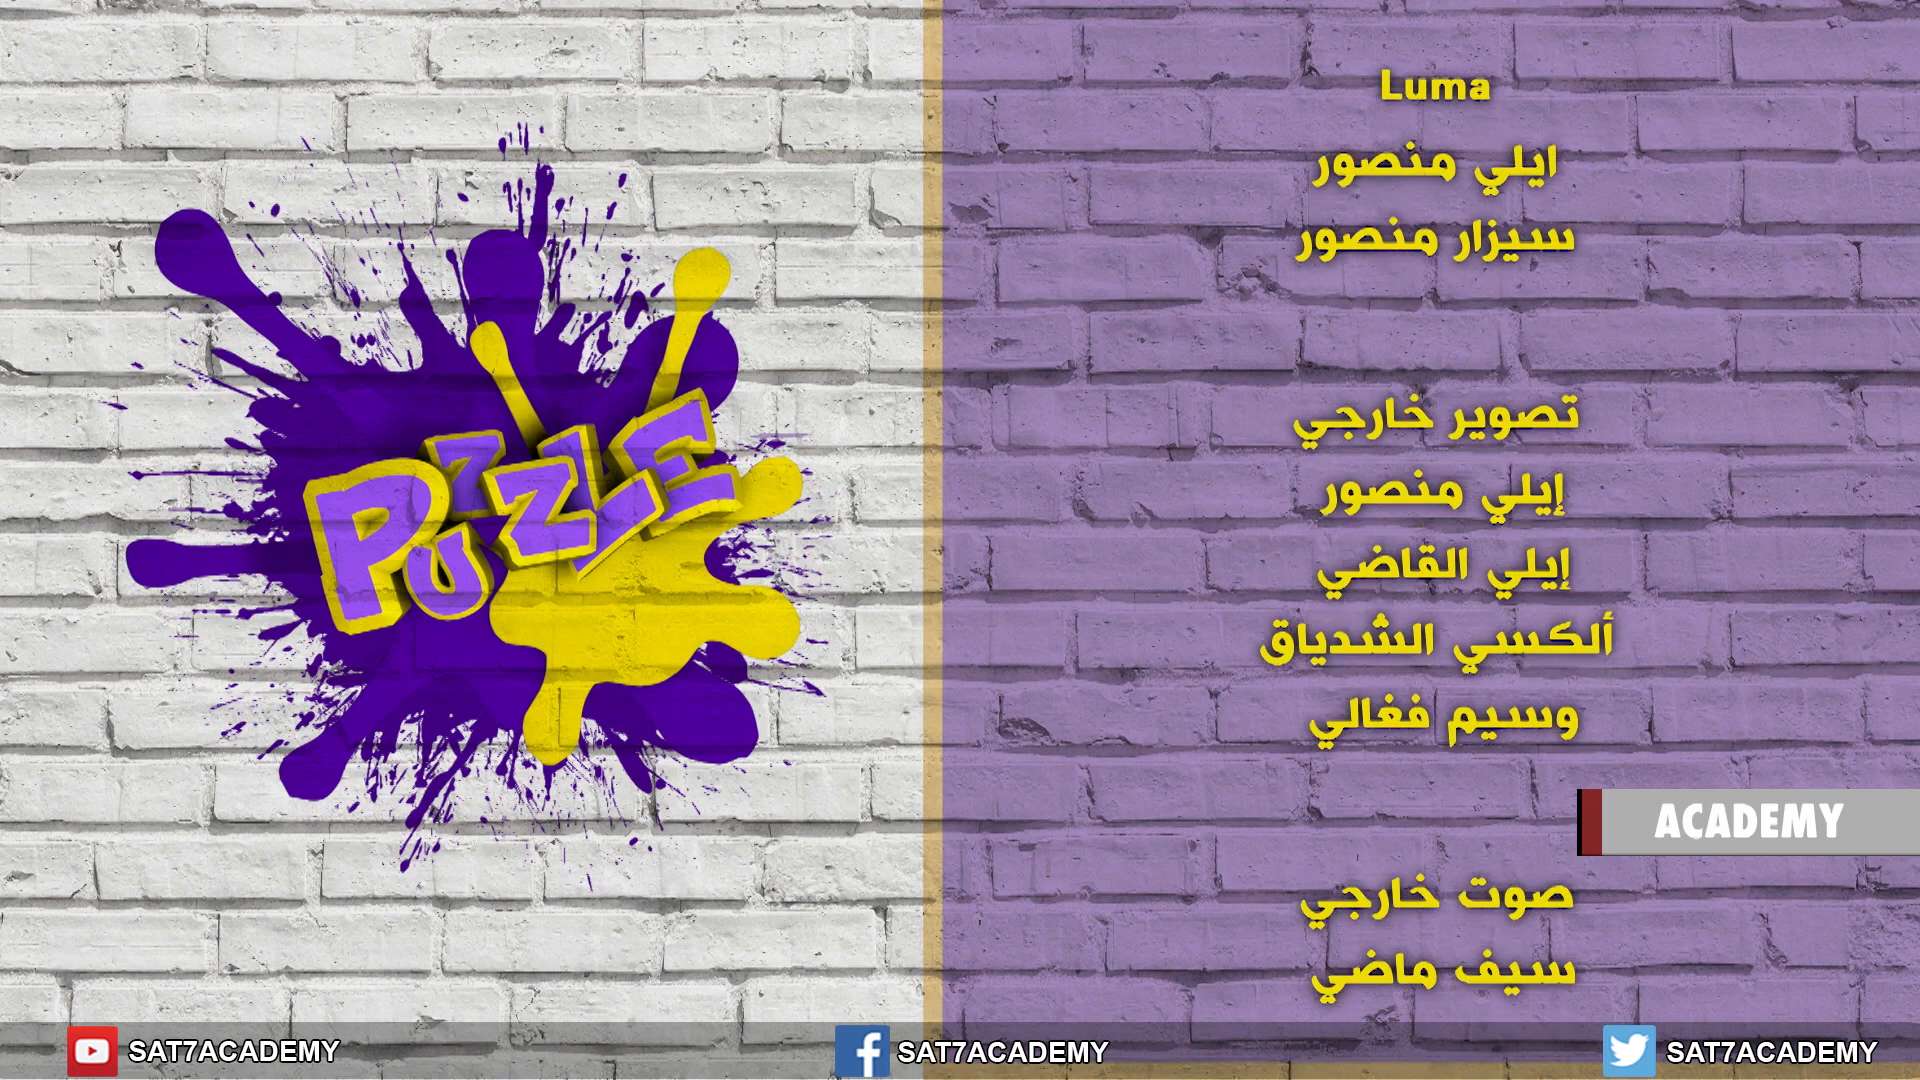 PUZZLE
Luma
ايلي منصور
سيزار منصور
تصوير خارجي
إيلي منصور
إيلي القاضي
ألكسي الشدياق
وسيم فغالي
ACADEMY
صوت خارجي
سيف ماضي
SAT7ACADEMY
SAT7ACADEMY
SAT7ACADEMY